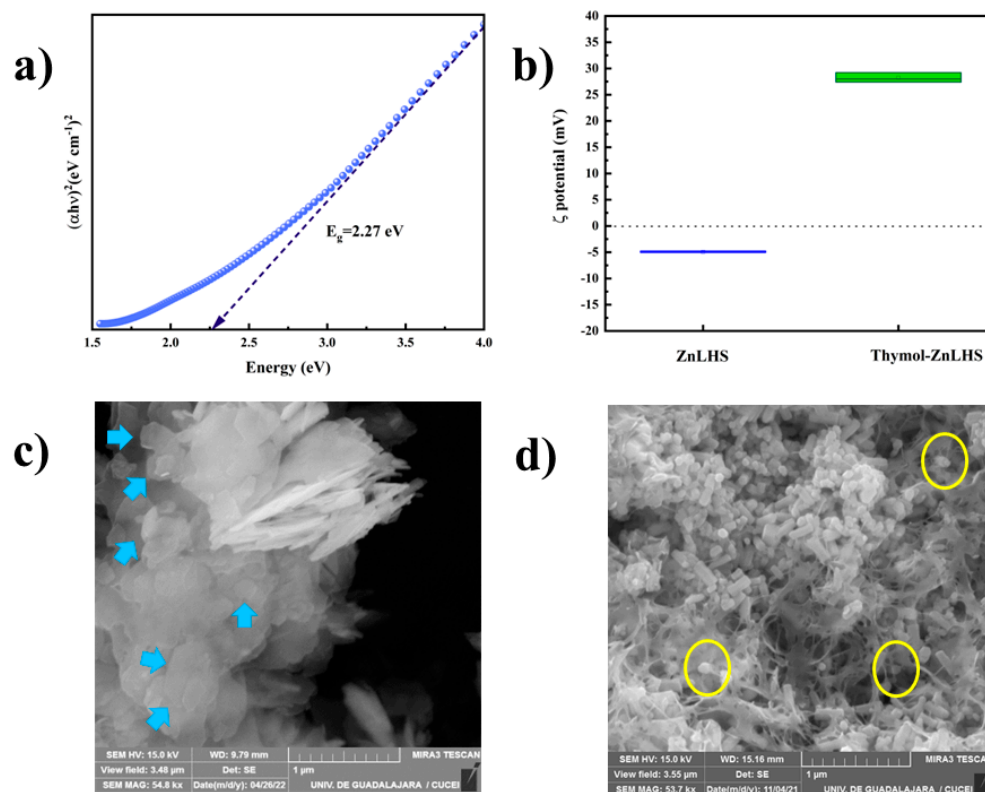 a)
(αhν)²(eV cm⁻¹)²
E_g=2.27 eV
1.5 2.0 2.5 3.0 3.5 4.0
Energy (eV)
b)
ζ potential (mV)
40
35
30
25
20
15
10
5
0
-5
-10
-15
-20
ZnLHS Thymol-ZnLHS
c)
SEM HV: 15.0 kV WD: 9.79 mm MIRA3 TESCAN
View field: 3.48 µm Det: SE 1 µm
SEM MAG: 54.8 kx Date(m/d/y): 04/26/22 UNIV. DE GUADALAJARA / CUCEI
d)
SEM HV: 15.0 kV WD: 15.16 mm MIRA3 TESCAN
View field: 3.55 µm Det: SE 1 µm
SEM MAG: 53.7 kx Date(m/d/y): 11/04/21 UNIV. DE GUADALAJARA / CUCEI